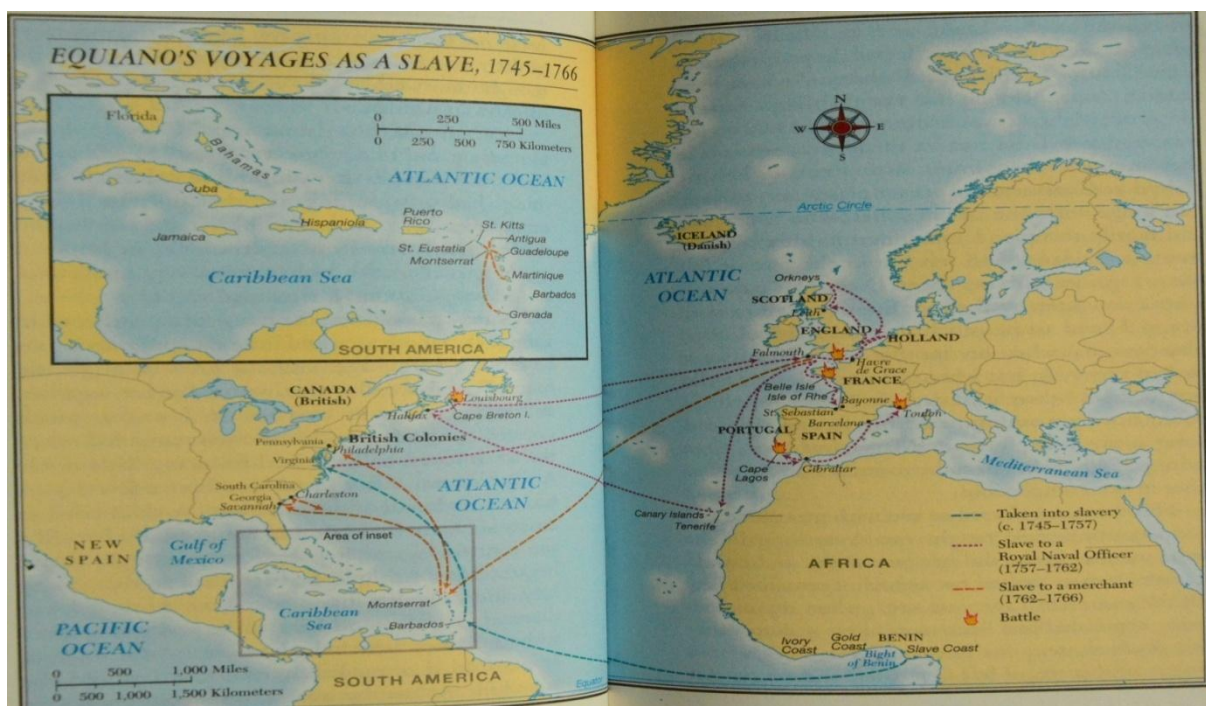 EQUIANO'S VOYAGES AS A SLAVE, 1745–1766
Florida
Bahamas
Cuba
Hispaniola
Jamaica
Puerto
Rico
St. Kitts
Antigua
St. Eustatia
Guadeloupe
Montserrat
Martinique
Barbados
Grenada
0 250 500 Miles
0 250 500 750 Kilometers
ATLANTIC OCEAN
Caribbean Sea
SOUTH AMERICA
CANADA
(British)
Louisbourg
Halifax
Cape Breton I.
British Colonies
Pennsylvania
Philadelphia
Virginia
South Carolina
Charleston
Georgia
Savannah
ATLANTIC
OCEAN
NEW
SPAIN
Gulf of
Mexico
Area of inset
Montserrat
Caribbean
Sea
Barbados
PACIFIC
OCEAN
0 500 1,000 Miles
0 500 1,000 1,500 Kilometers
SOUTH AMERICA
Equator
N
W E
S
Arctic Circle
ICELAND
(Danish)
ATLANTIC
OCEAN
Orkneys
SCOTLAND
Leith
ENGLAND
HOLLAND
Falmouth
Havre
de Grace
FRANCE
Belle Isle
Isle of Rhe
Bayonne
St. Sebastian
Toulon
Barcelona
PORTUGAL
SPAIN
Cape
Lagos
Gibraltar
Mediterranean Sea
Canary Islands
Tenerife
AFRICA
Taken into slavery
(c. 1745–1757)
Slave to a
Royal Naval Officer
(1757–1762)
Slave to a merchant
(1762–1766)
Battle
Ivory
Coast
Gold
Coast
BENIN
Slave Coast
Bight
of Benin